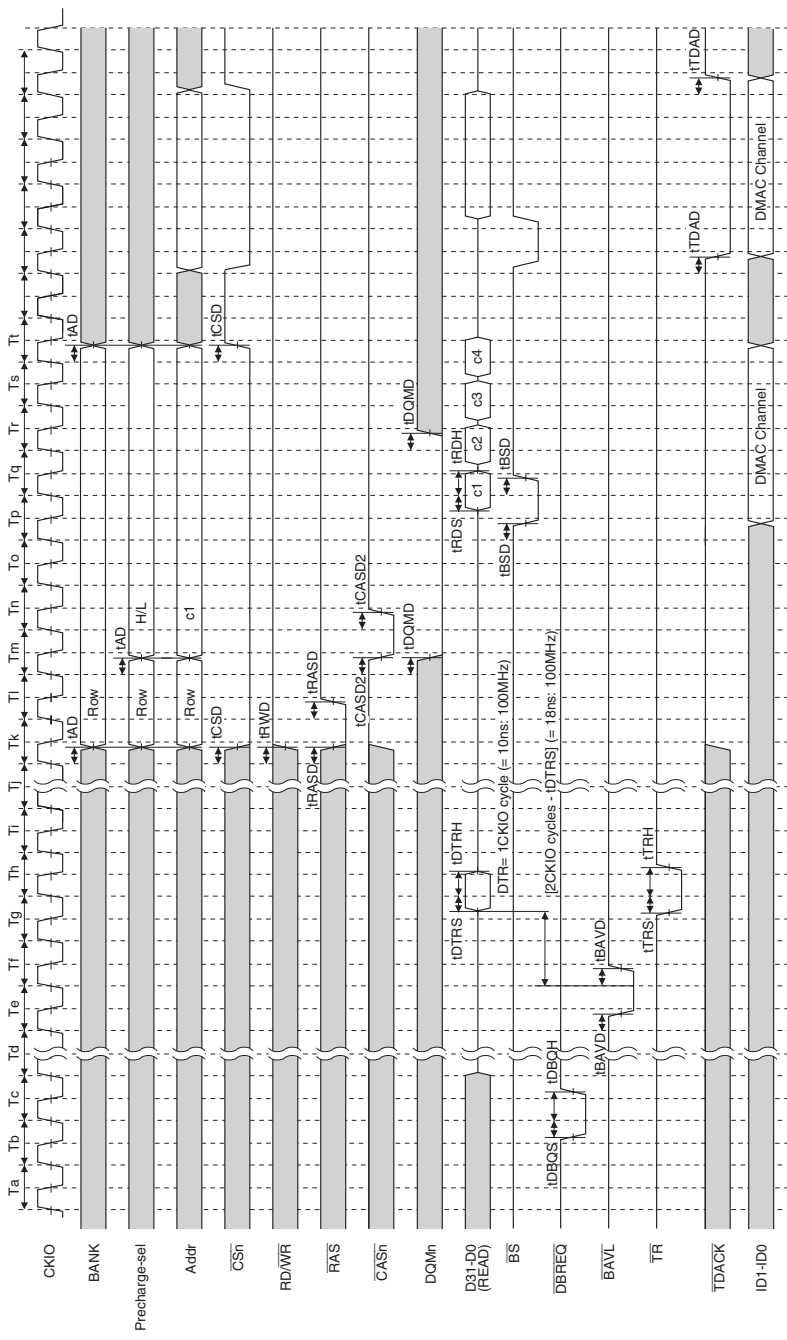 Ta Tb Tc Td Te Tf Tg Th Ti Tj Tk Tl Tm Tn To Tp Tq Tr Ts Tt
CKIO
BANK
tAD
Row
tAD
Precharge-sel
Row
tAD
H/L
Addr
Row
c1
CSn
tCSD
tCSD
RD/WR
tRWD
RAS
tRASD
tRASD
CASn
tCASD2
tCASD2
DQMn
tDQMD
tDQMD
D31-D0
(READ)
tDTRS
tDTRH
tRDS
tRDH
c1
c2
c3
c4
DTR= 1CKIO cycle (= 10ns: 100MHz)
BS
tBSD
tBSD
DBREQ
tDBQS
tDBQH
[2CKIO cycles - tDTRS] (= 18ns: 100MHz)
BAVL
tBAVD
tBAVD
TR
tTRS
tTRH
TDACK
tTDAD
tTDAD
ID1-ID0
DMAC Channel
DMAC Channel